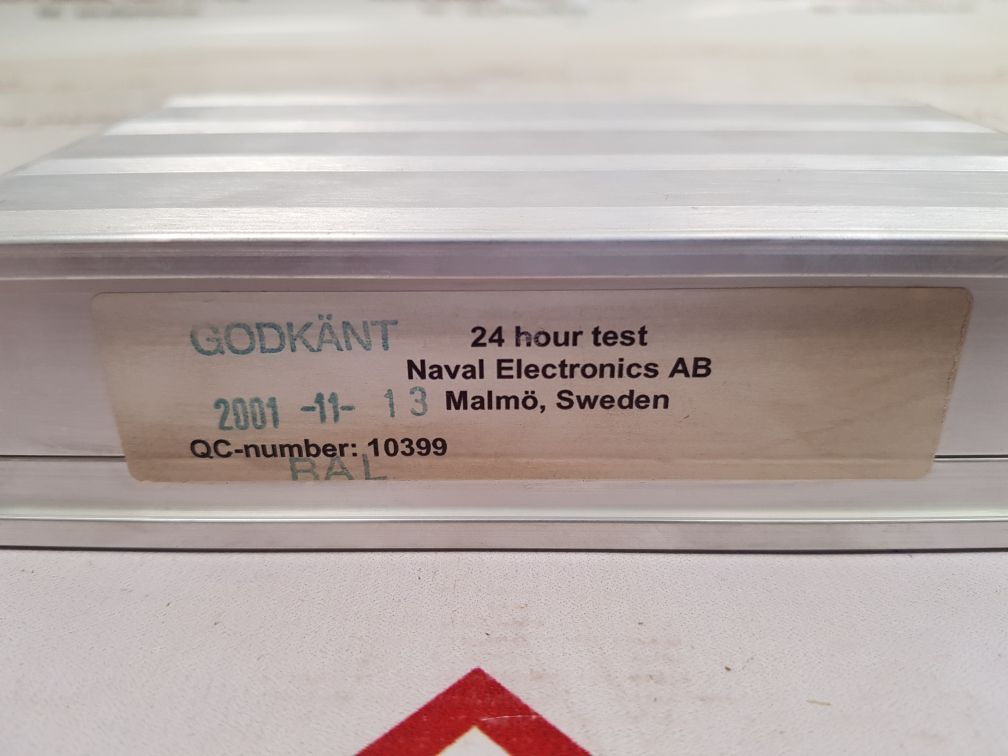 GODKÄNT 24 hour test
Naval Electronics AB
2001 -11- 13 Malmö, Sweden
QC-number: 10399
BAL